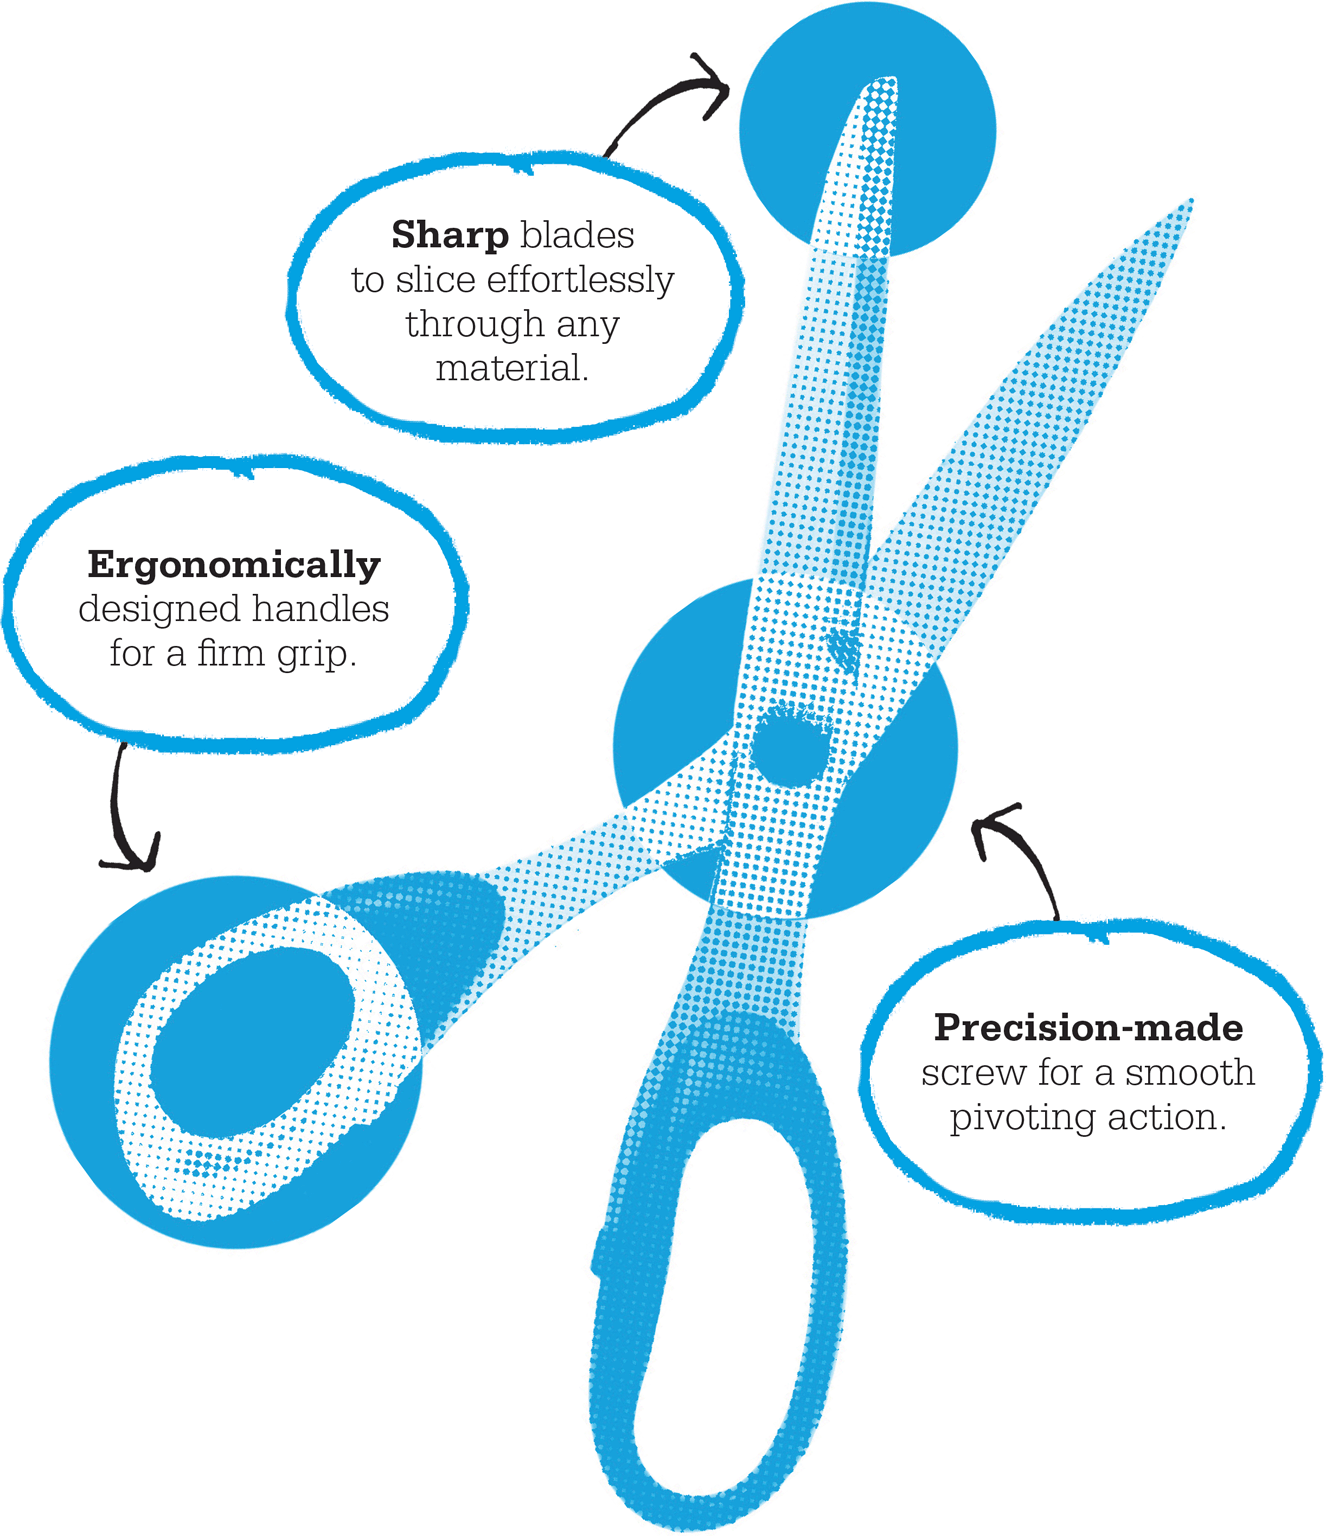 Sharp blades
to slice effortlessly
through any
material.
Ergonomically
designed handles
for a firm grip.
Precision-made
screw for a smooth
pivoting action.